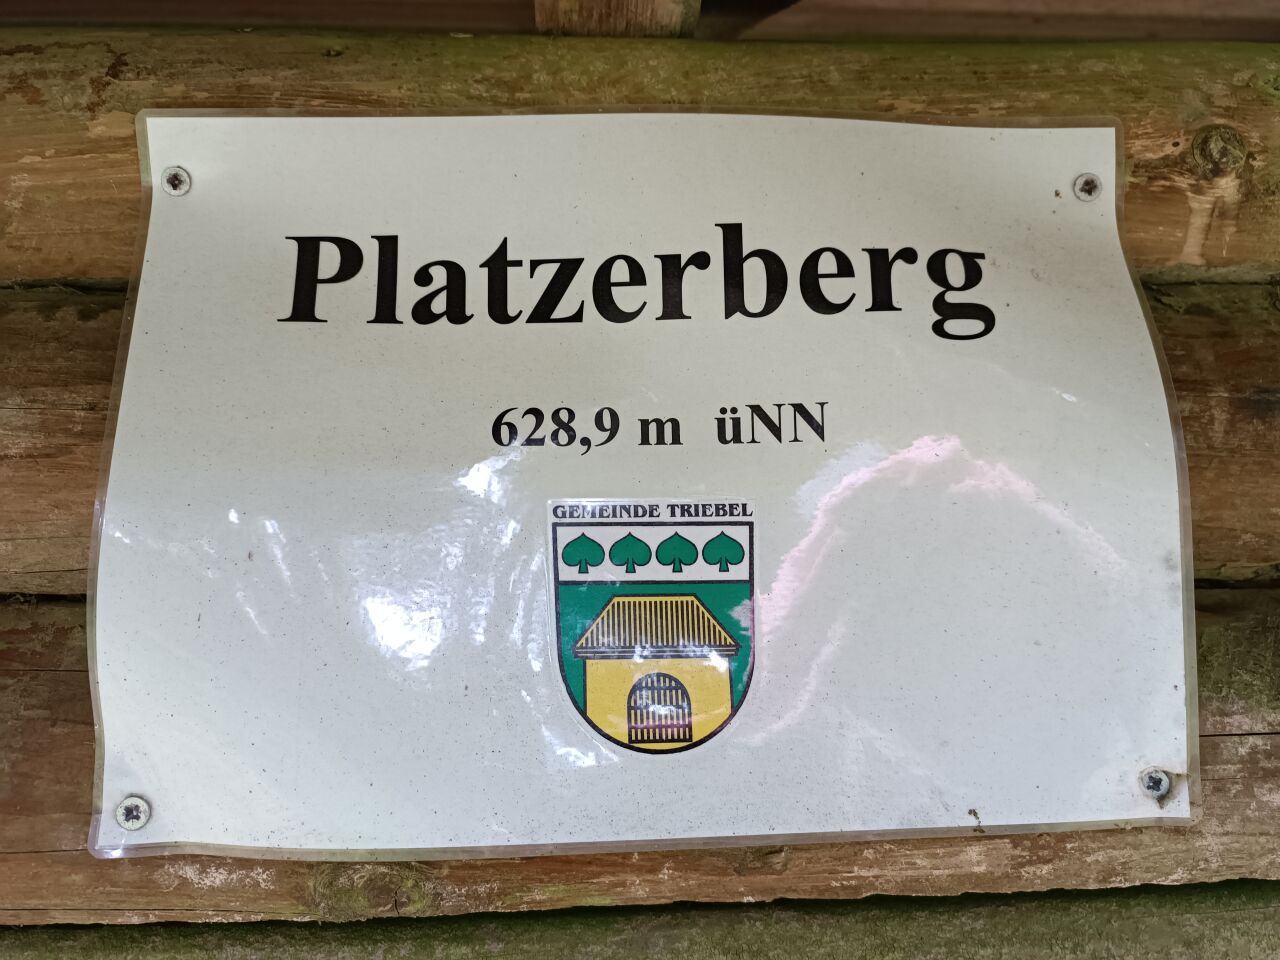 Platzerberg
628,9 m üNN
GEMEINDE TRIEBEL